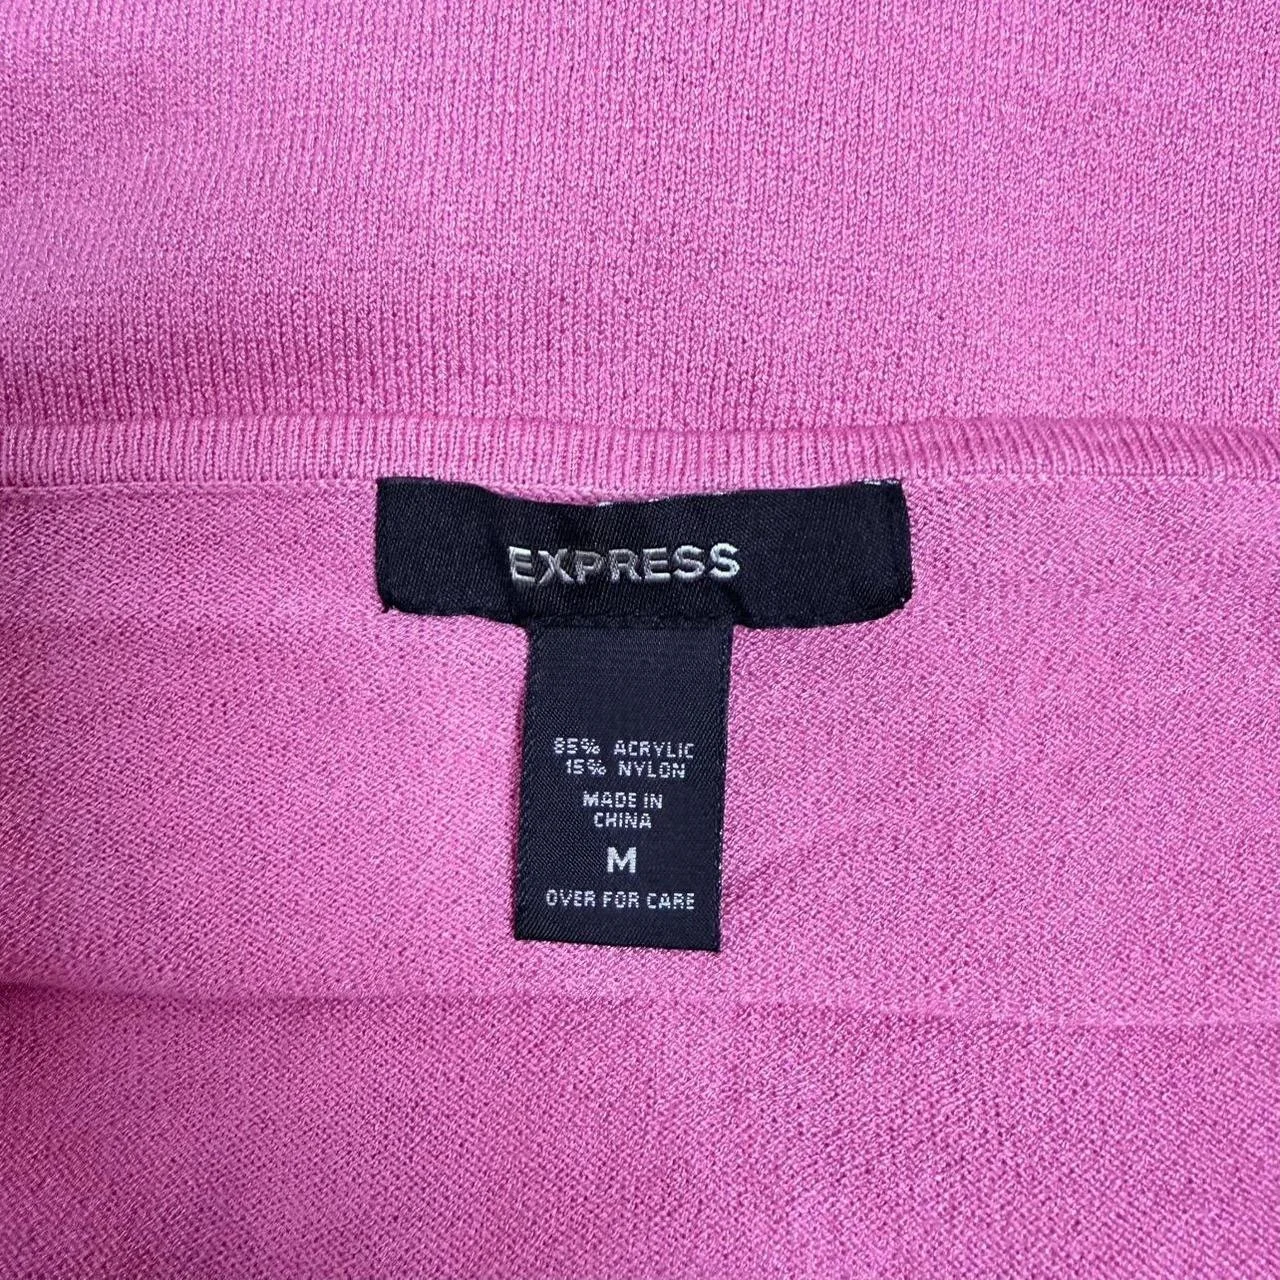 EXPRESS
85% ACRYLIC
15% NYLON
MADE IN
CHINA
M
OVER FOR CARE